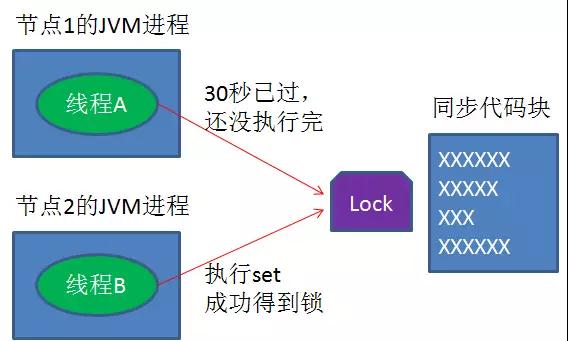 节点1的JVM进程
线程A
30秒已过，
还没执行完
同步代码块
XXXXXX
XXXXX
XXX
XXXXXX
Lock
节点2的JVM进程
线程B
执行set
成功得到锁